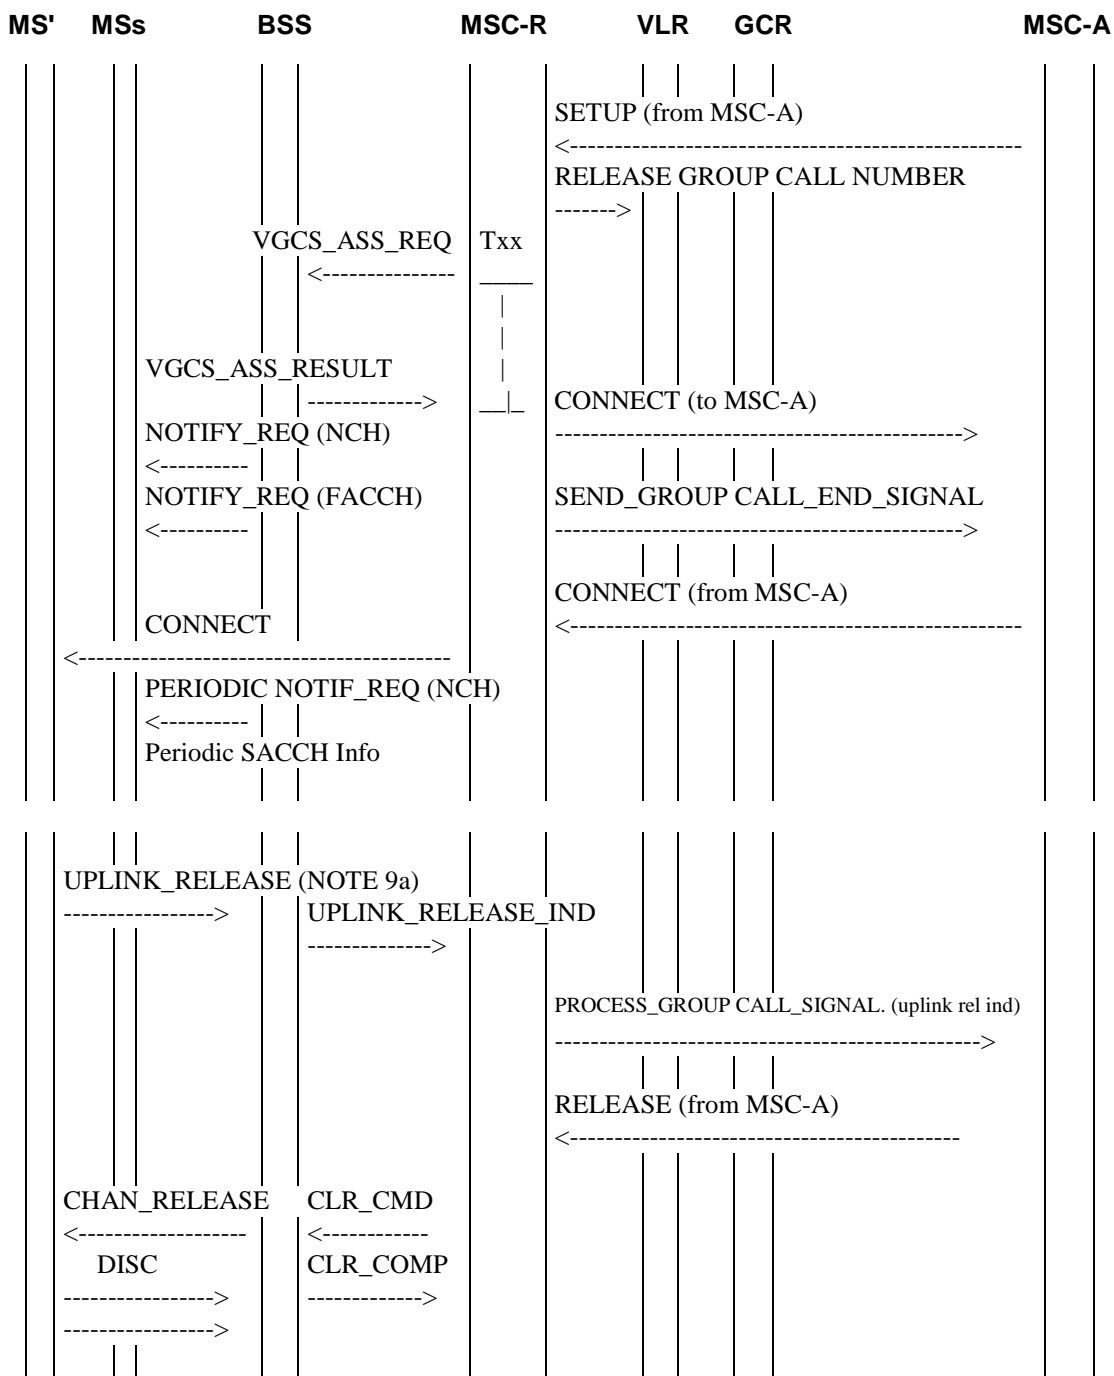 MS' MSs BSS MSC-R VLR GCR MSC-A
SETUP (from MSC-A)
<---------------------------------------------------
RELEASE GROUP CALL NUMBER
------->
VGCS_ASS_REQ Txx
<--------------- ____
|
|
VGCS_ASS_RESULT |
-------------> __|_ CONNECT (to MSC-A)
NOTIFY_REQ (NCH) ---------------------------------------------->
<----------
NOTIFY_REQ (FACCH) SEND_GROUP CALL_END_SIGNAL
<---------- ---------------------------------------------->
CONNECT (from MSC-A)
CONNECT <---------------------------------------------------
<------------------------------------------
PERIODIC NOTIF_REQ (NCH)
<----------
Periodic SACCH Info
UPLINK_RELEASE (NOTE 9a)
-----------------> UPLINK_RELEASE_IND
-------------->
PROCESS_GROUP CALL_SIGNAL. (uplink rel ind)
------------------------------------------------>
RELEASE (from MSC-A)
<--------------------------------------------
CHAN_RELEASE CLR_CMD
<------------------- <------------
DISC CLR_COMP
-----------------> ------------->
----------------->